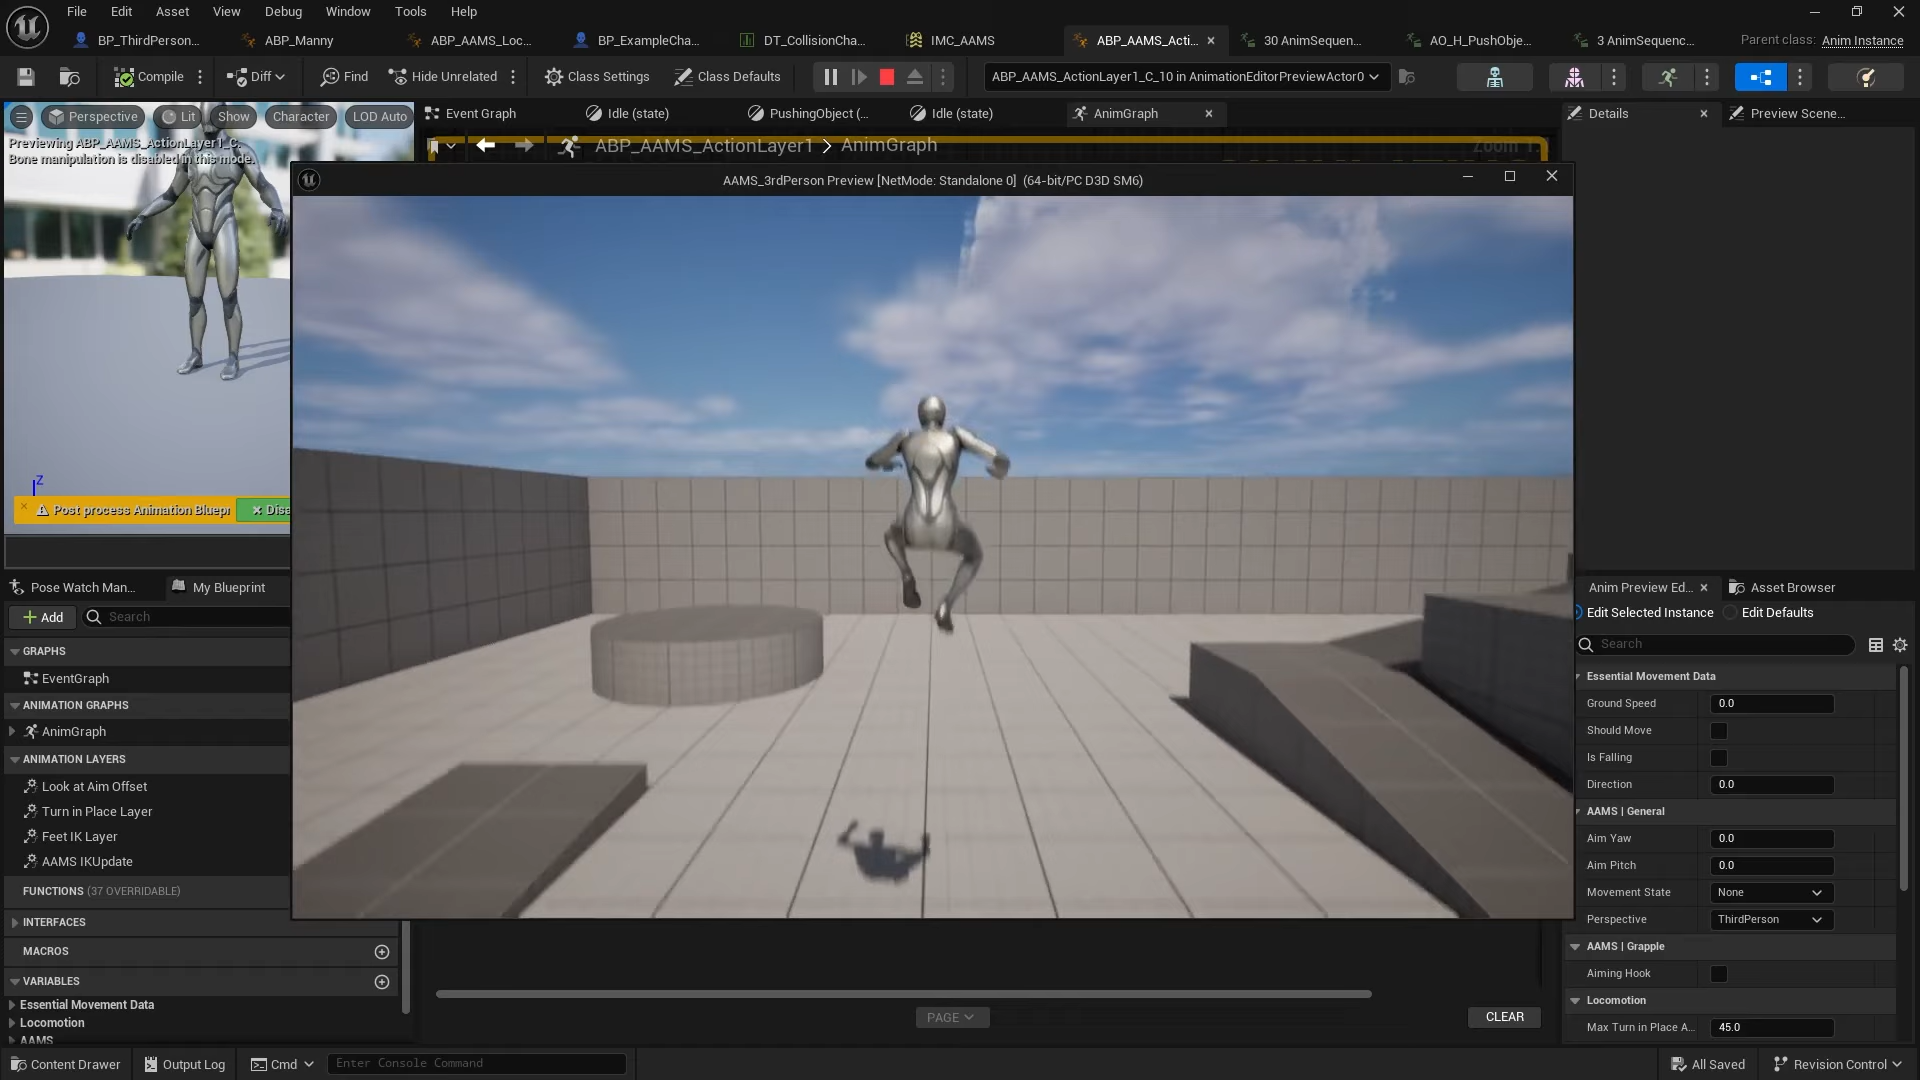 File Edit Asset View Debug Window Tools Help
BP_ThirdPerson... ABP_Manny ABP_AAMS_Loc... BP_ExampleCha... DT_CollisionCha... IMC_AAMS ABP_AAMS_Acti... 30 AnimSequen... AO_H_PushObje... 3 AnimSequenc... Parent class: Anim Instance
Compile Diff Find Hide Unrelated Class Settings Class Defaults ABP_AAMS_ActionLayer1_C_10 in AnimationEditorPreviewActor0
Perspective Lit Show Character LOD Auto Event Graph Idle (state) PushingObject (... Idle (state) AnimGraph Details Preview Scene...
Previewing ABP_AAMS_ActionLayer1_C.
Bone manipulation is disabled in this mode.
ABP_AAMS_ActionLayer1 > AnimGraph Zoom 1:
AAMS_3rdPerson Preview [NetMode: Standalone 0] (64-bit/PC D3D SM6)
Z
Post process Animation Bluepr Disa
Pose Watch Man... My Blueprint
Add Search
GRAPHS
EventGraph
ANIMATION GRAPHS
AnimGraph
ANIMATION LAYERS
Look at Aim Offset
Turn in Place Layer
Feet IK Layer
AAMS IKUpdate
FUNCTIONS (37 OVERRIDABLE)
INTERFACES
MACROS
VARIABLES
Essential Movement Data
Locomotion
AAMS
Anim Preview Ed... Asset Browser
Edit Selected Instance Edit Defaults
Search
Essential Movement Data
Ground Speed 0.0
Should Move
Is Falling
Direction 0.0
AAMS | General
Aim Yaw 0.0
Aim Pitch 0.0
Movement State None
Perspective ThirdPerson
AAMS | Grapple
Aiming Hook
Locomotion
Max Turn in Place A... 45.0
PAGE CLEAR
Content Drawer Output Log Cmd Enter Console Command All Saved Revision Control